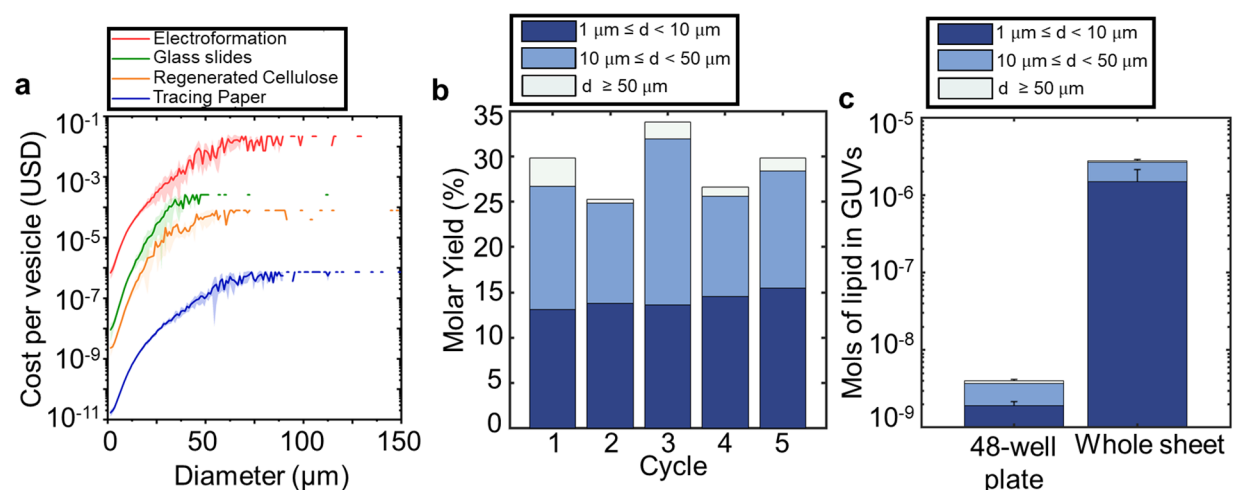 a
Electroformation
Glass slides
Regenerated Cellulose
Tracing Paper
Cost per vesicle (USD)
10-1
10-3
10-5
10-7
10-9
10-11
0
50
100
150
Diameter (μm)
b
1 μm ≤ d < 10 μm
10 μm ≤ d < 50 μm
d ≥ 50 μm
Molar Yield (%)
35
30
25
20
15
10
5
0
1
2
3
4
5
Cycle
c
1 μm ≤ d < 10 μm
10 μm ≤ d < 50 μm
d ≥ 50 μm
Mols of lipid in GUVs
10-5
10-6
10-7
10-8
10-9
48-well
plate
Whole sheet